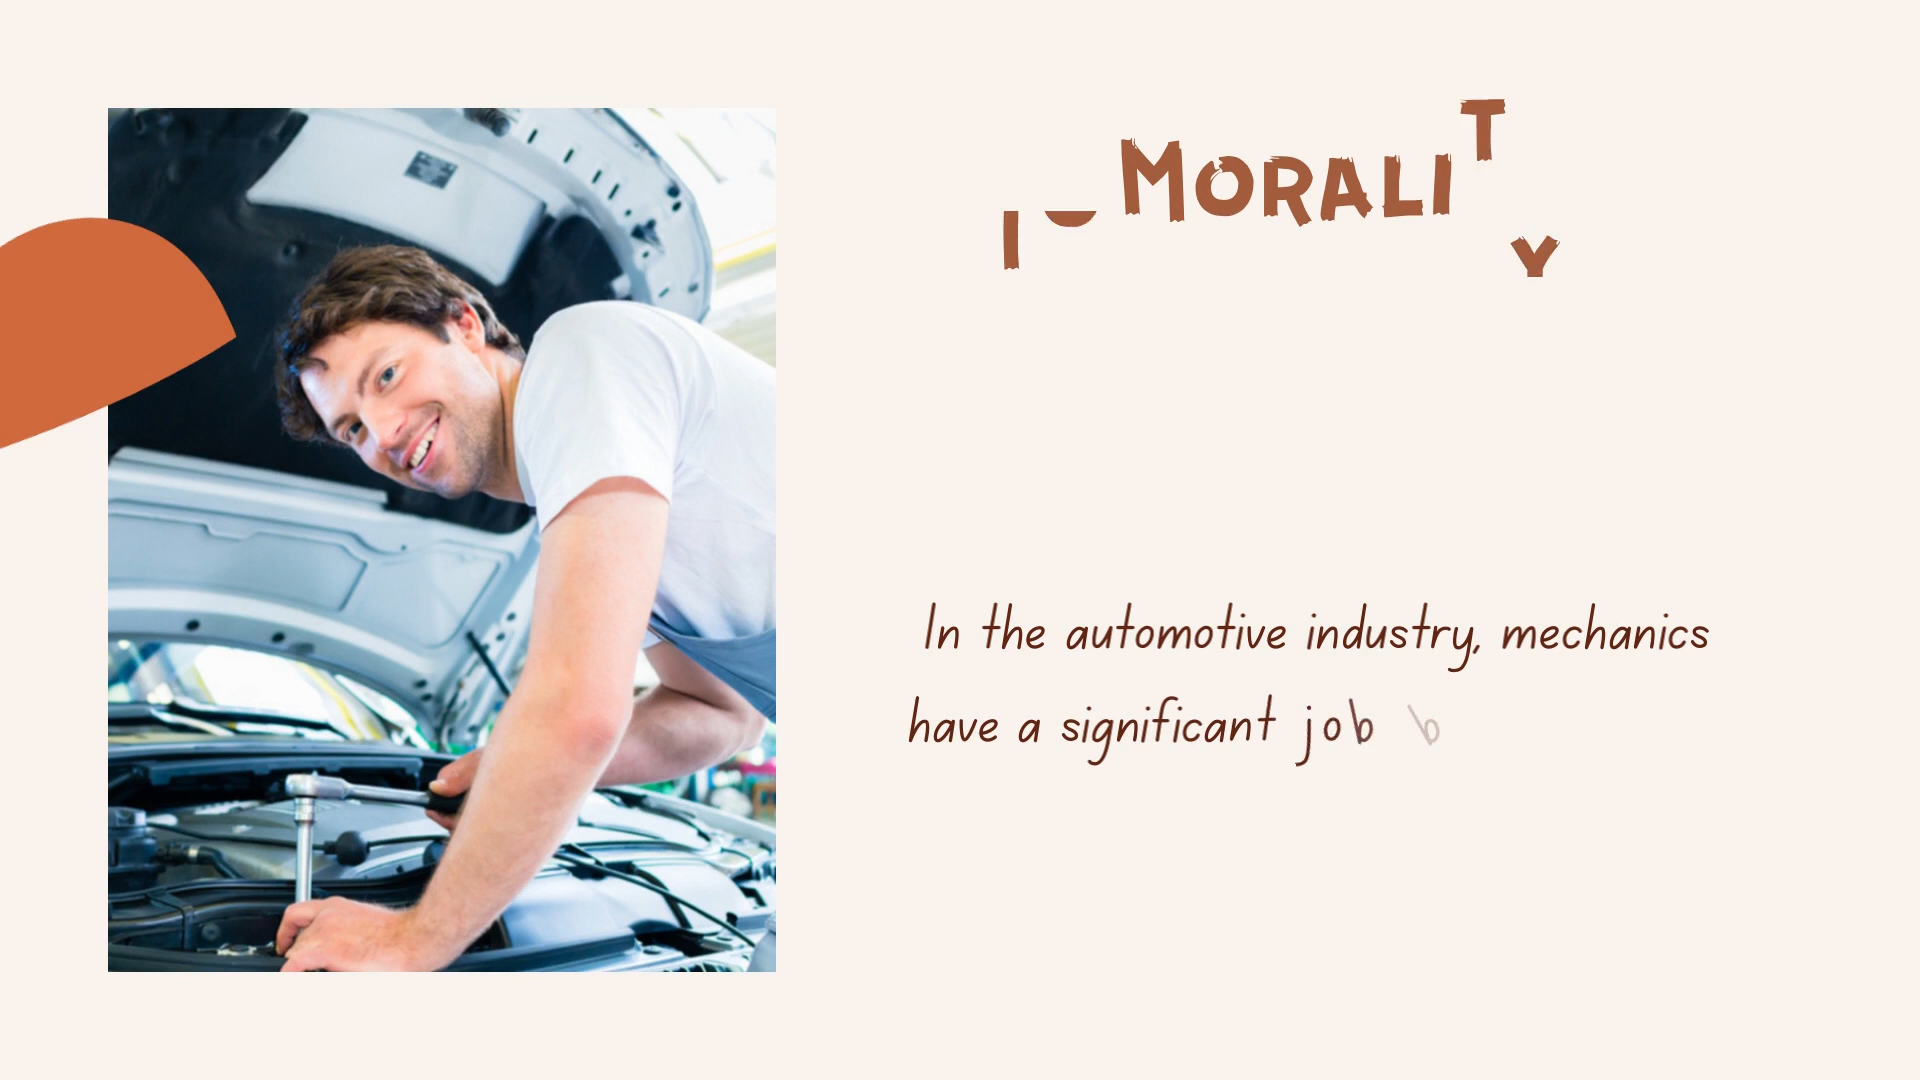 MORALITY
In the automotive industry, mechanics
have a significant job b